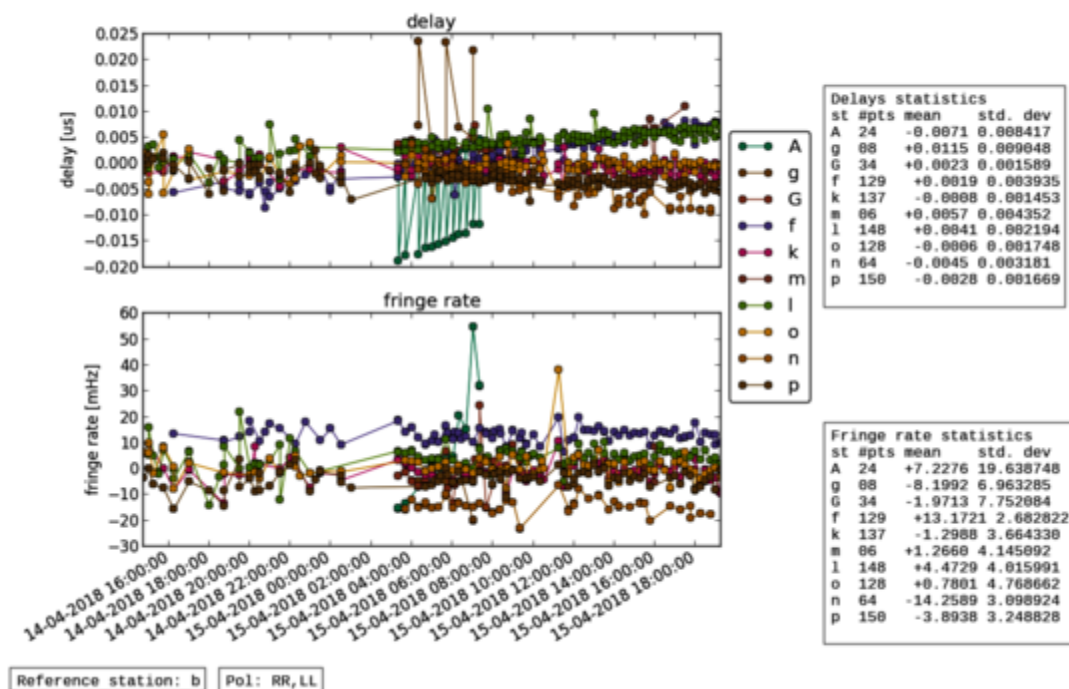 delay
0.025
0.020
0.015
0.010
0.005
0.000
−0.005
−0.010
−0.015
−0.020
delay [us]
fringe rate
60
50
40
30
20
10
0
−10
−20
−30
fringe rate [mHz]
14-04-2018 16:00:00
14-04-2018 18:00:00
14-04-2018 20:00:00
14-04-2018 22:00:00
15-04-2018 00:00:00
15-04-2018 02:00:00
15-04-2018 04:00:00
15-04-2018 06:00:00
15-04-2018 08:00:00
15-04-2018 10:00:00
15-04-2018 12:00:00
15-04-2018 14:00:00
15-04-2018 16:00:00
15-04-2018 18:00:00
A
g
G
f
k
m
l
o
n
p
Delays statistics
st #pts mean std. dev
A 24 -0.0071 0.008417
g 08 +0.0115 0.009048
G 34 +0.0023 0.001589
f 129 +0.0019 0.003935
k 137 -0.0008 0.001453
m 06 +0.0057 0.004352
l 148 +0.0041 0.002194
o 128 -0.0006 0.001748
n 64 -0.0045 0.003181
p 150 -0.0028 0.001669
Fringe rate statistics
st #pts mean std. dev
A 24 +7.2276 19.638748
g 08 -8.1992 6.963285
G 34 -1.9713 7.752084
f 129 +13.1721 2.682822
k 137 -1.2988 3.664330
m 06 +1.2660 4.145092
l 148 +4.4729 4.015991
o 128 +0.7801 4.768662
n 64 -14.2589 3.098924
p 150 -3.8938 3.248828
Reference station: b
Pol: RR,LL